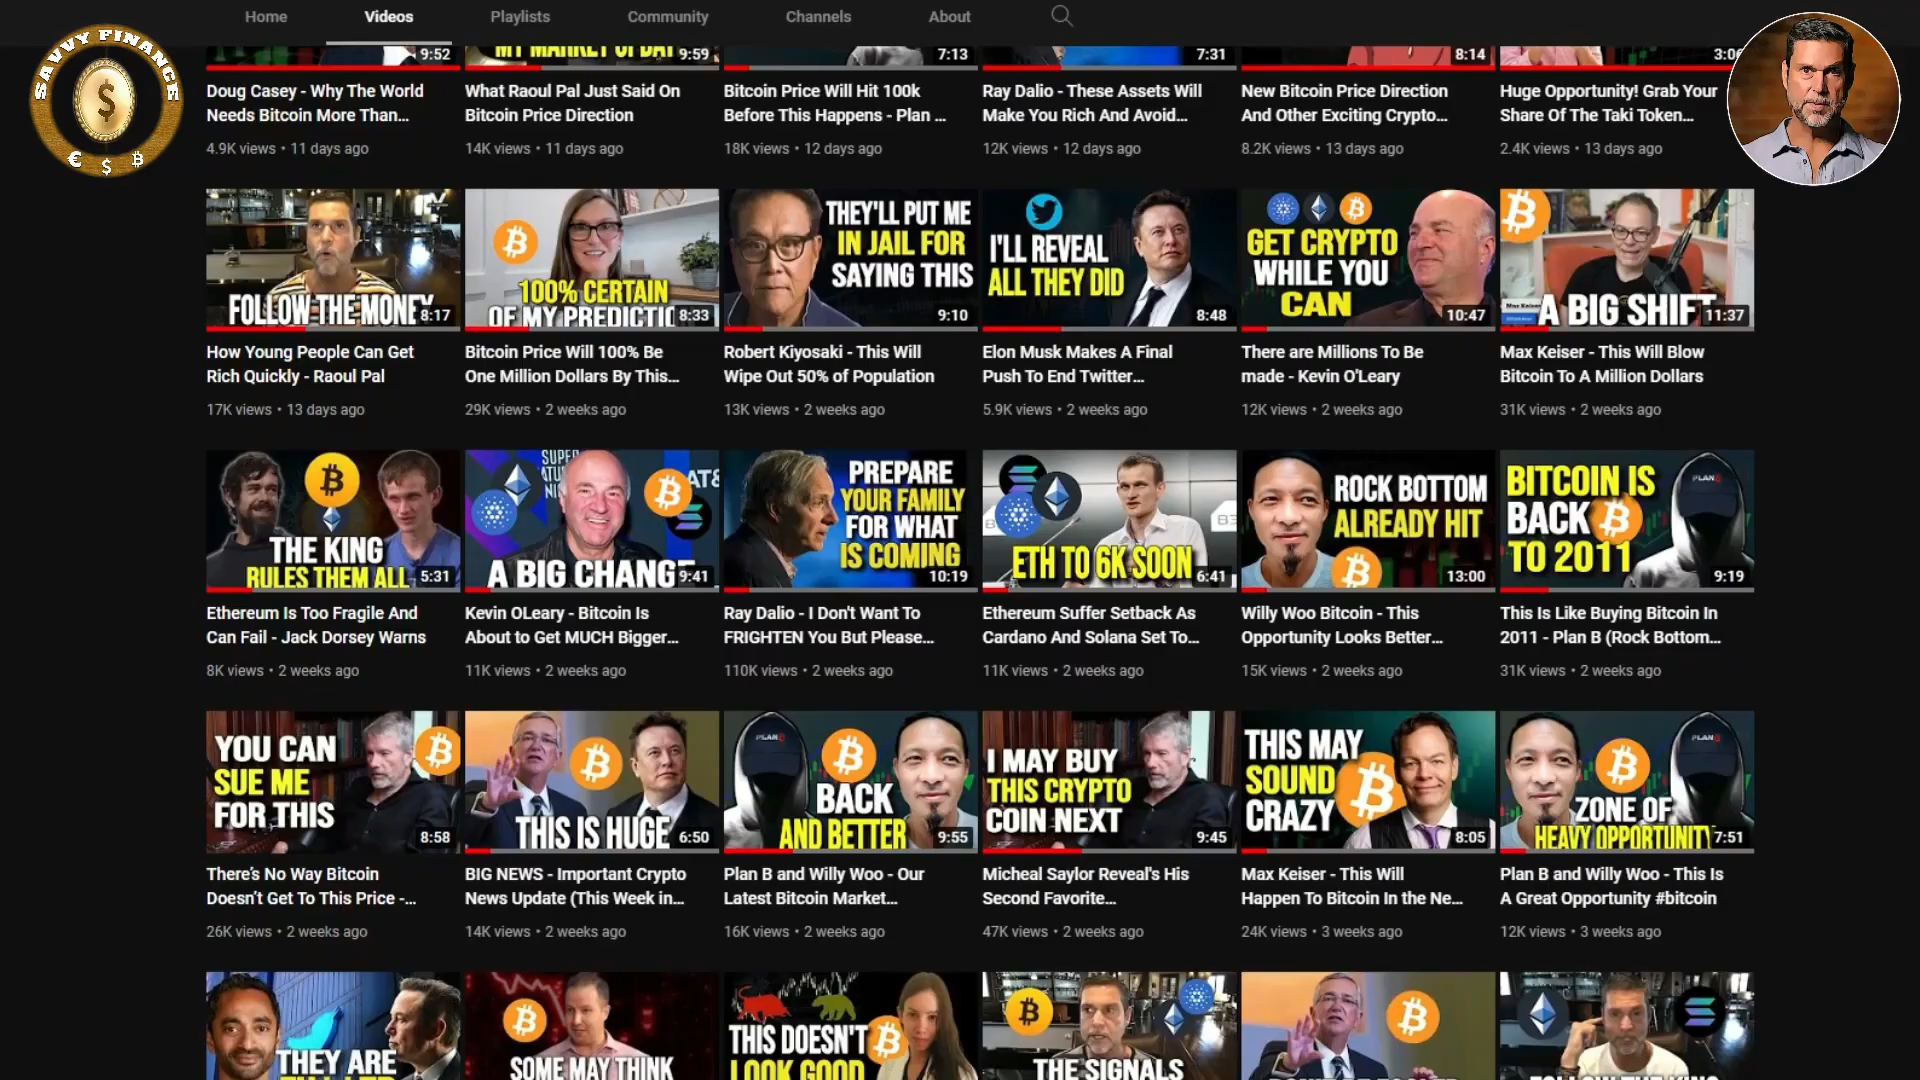 Home Videos Playlists Community Channels About
SAVVY FINANCE
$
€ $ ₿
9:52
MY MARKET UPDAT
9:59
7:13
7:31
8:14
Doug Casey - Why The World
Needs Bitcoin More Than...
4.9K views • 11 days ago
What Raoul Pal Just Said On
Bitcoin Price Direction
14K views • 11 days ago
Bitcoin Price Will Hit 100k
Before This Happens - Plan ...
18K views • 12 days ago
Ray Dalio - These Assets Will
Make You Rich And Avoid...
12K views • 12 days ago
New Bitcoin Price Direction
And Other Exciting Crypto...
8.2K views • 13 days ago
Huge Opportunity! Grab Your
Share Of The Taki Token...
2.4K views • 13 days ago
FOLLOW THE MONEY
8:17
100% CERTAIN
OF MY PREDICTIO
8:33
THEY'LL PUT ME
IN JAIL FOR
SAYING THIS
9:10
I'LL REVEAL
ALL THEY DID
8:48
GET CRYPTO
WHILE YOU
CAN
10:47
Max Keiser
A BIG SHIFT
11:37
How Young People Can Get
Rich Quickly - Raoul Pal
17K views • 13 days ago
Bitcoin Price Will 100% Be
One Million Dollars By This...
29K views • 2 weeks ago
Robert Kiyosaki - This Will
Wipe Out 50% of Population
13K views • 2 weeks ago
Elon Musk Makes A Final
Push To End Twitter...
5.9K views • 2 weeks ago
There are Millions To Be
made - Kevin O'Leary
12K views • 2 weeks ago
Max Keiser - This Will Blow
Bitcoin To A Million Dollars
31K views • 2 weeks ago
THE KING
RULES THEM ALL
5:31
SUPER
AT&
A BIG CHANGE
9:41
PREPARE
YOUR FAMILY
FOR WHAT
IS COMING
10:19
ETH TO 6K SOON
6:41
ROCK BOTTOM
ALREADY HIT
13:00
BITCOIN IS
BACK
TO 2011
PLANB
9:19
Ethereum Is Too Fragile And
Can Fail - Jack Dorsey Warns
8K views • 2 weeks ago
Kevin OLeary - Bitcoin Is
About to Get MUCH Bigger...
11K views • 2 weeks ago
Ray Dalio - I Don't Want To
FRIGHTEN You But Please...
110K views • 2 weeks ago
Ethereum Suffer Setback As
Cardano And Solana Set To...
11K views • 2 weeks ago
Willy Woo Bitcoin - This
Opportunity Looks Better...
15K views • 2 weeks ago
This Is Like Buying Bitcoin In
2011 - Plan B (Rock Bottom...
31K views • 2 weeks ago
YOU CAN
SUE ME
FOR THIS
8:58
THIS IS HUGE
6:50
PLANB
BACK
AND BETTER
9:55
I MAY BUY
THIS CRYPTO
COIN NEXT
9:45
THIS MAY
SOUND
CRAZY
8:05
PLANB
ZONE OF
HEAVY OPPORTUNITY
7:51
There's No Way Bitcoin
Doesn't Get To This Price -...
26K views • 2 weeks ago
BIG NEWS - Important Crypto
News Update (This Week in...
14K views • 2 weeks ago
Plan B and Willy Woo - Our
Latest Bitcoin Market...
16K views • 2 weeks ago
Micheal Saylor Reveal's His
Second Favorite...
47K views • 2 weeks ago
Max Keiser - This Will
Happen To Bitcoin In the Ne...
24K views • 3 weeks ago
Plan B and Willy Woo - This Is
A Great Opportunity #bitcoin
12K views • 3 weeks ago
THEY ARE
SOME MAY THINK
THIS DOESN'T
LOOK GOOD
THE SIGNALS